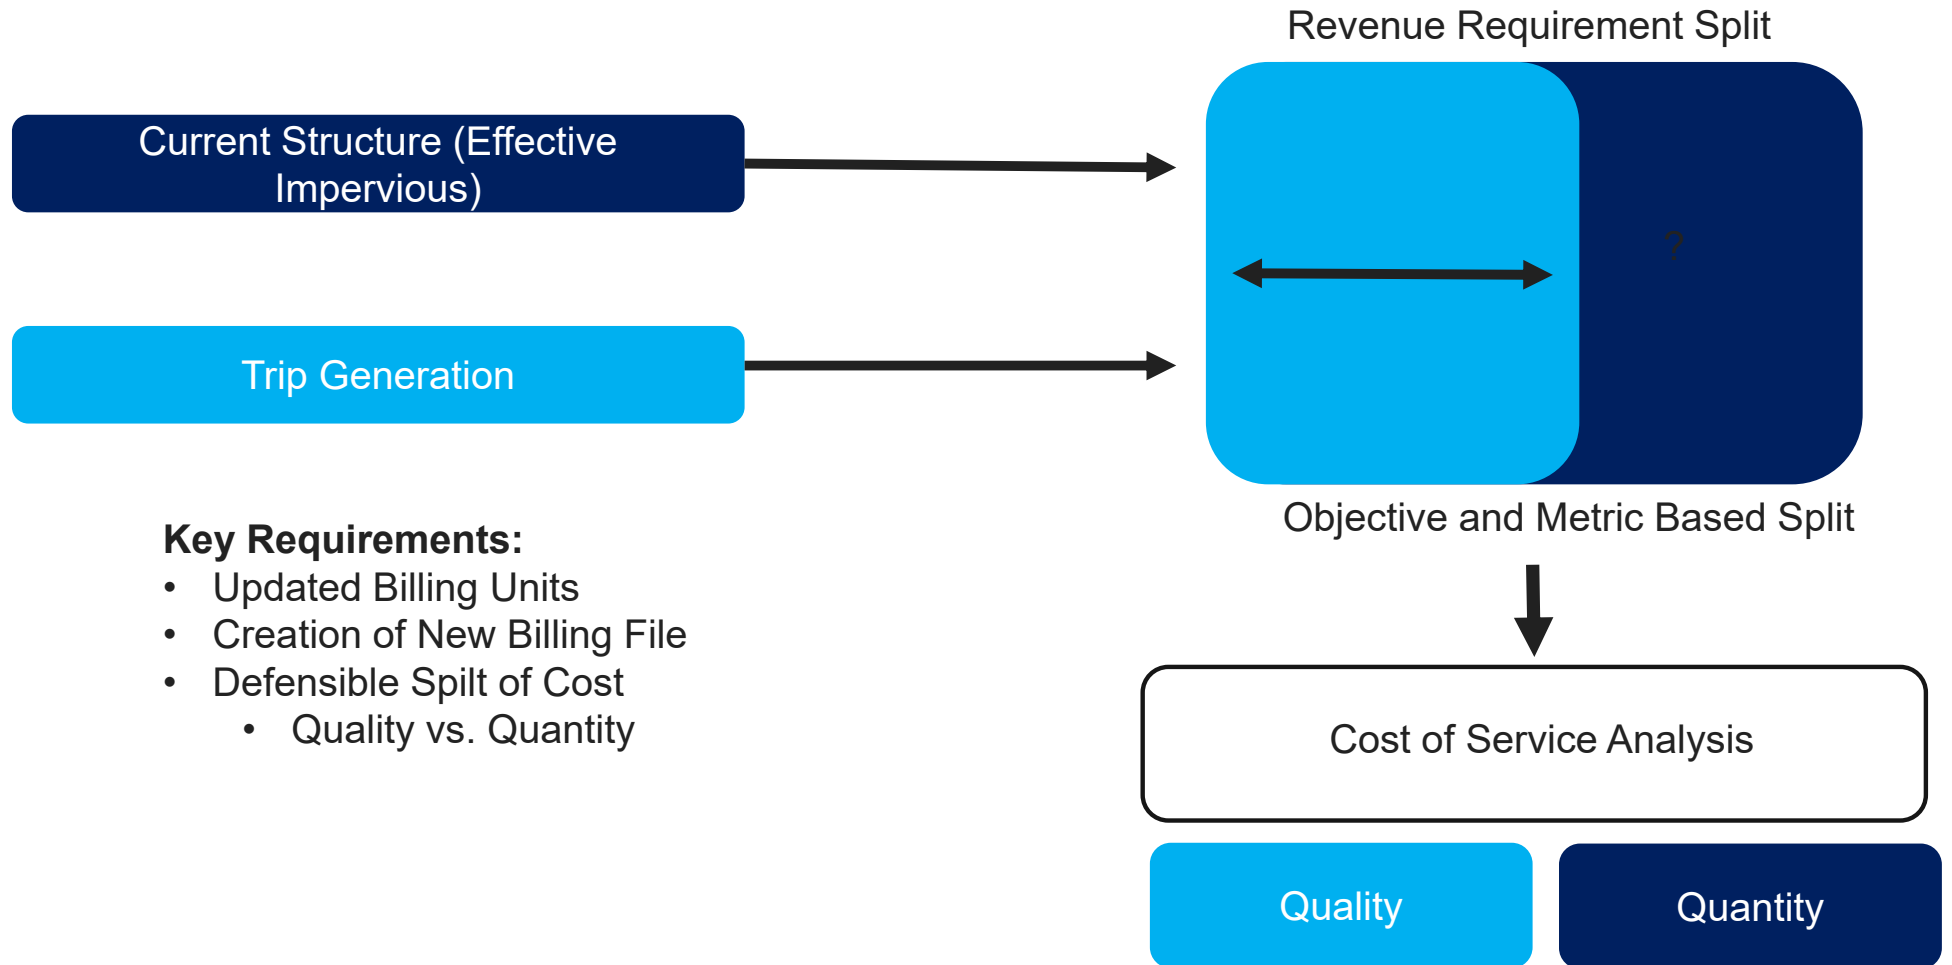 Revenue Requirement Split
Current Structure (Effective
Impervious)
?
Trip Generation
Objective and Metric Based Split
Key Requirements:
• Updated Billing Units
• Creation of New Billing File
• Defensible Spilt of Cost
• Quality vs. Quantity
Cost of Service Analysis
Quality
Quantity